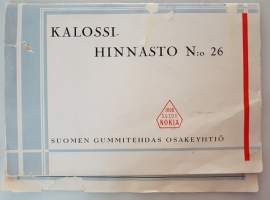 KALOSSI-
HINNASTO N:o 26
NOKIA
SUOMEN GUMMITEHDAS OSAKEYHTIÖ